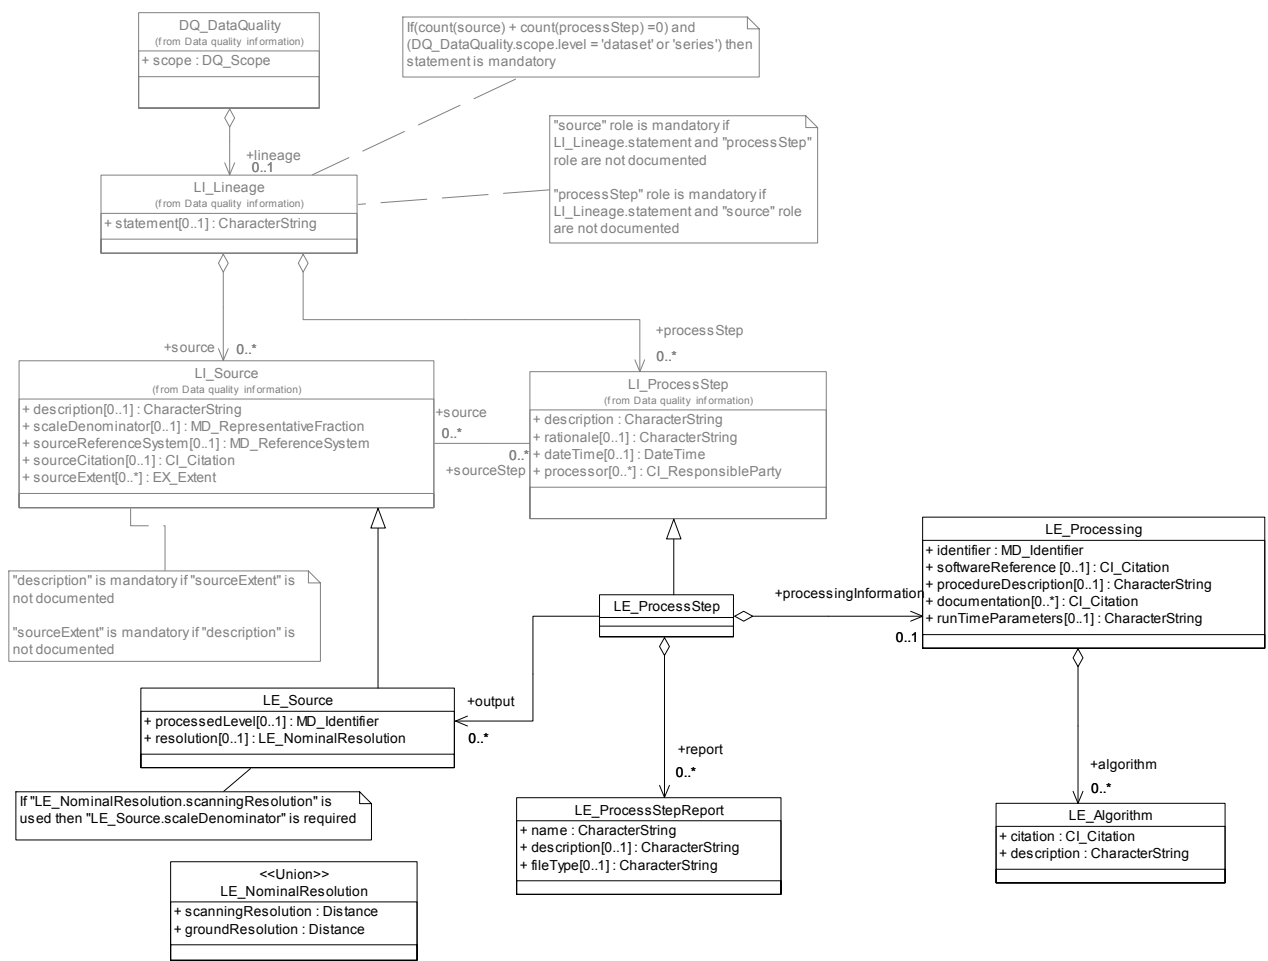 DQ_DataQuality
(from Data quality information)
+ scope : DQ_Scope
If(count(source) + count(processStep) =0) and
(DQ_DataQuality.scope.level = 'dataset' or 'series') then
statement is mandatory
"source" role is mandatory if
LI_Lineage.statement and "processStep"
role are not documented
"processStep" role is mandatory if
LI_Lineage.statement and "source" role
are not documented
+lineage
0..1
LI_Lineage
(from Data quality information)
+ statement[0..1] : CharacterString
+source
0..*
+processStep
0..*
LI_Source
(from Data quality information)
+ description[0..1] : CharacterString
+ scaleDenominator[0..1] : MD_RepresentativeFraction
+ sourceReferenceSystem[0..1] : MD_ReferenceSystem
+ sourceCitation[0..1] : CI_Citation
+ sourceExtent[0..*] : EX_Extent
+source
0..*
0..*
+sourceStep
LI_ProcessStep
(from Data quality information)
+ description : CharacterString
+ rationale[0..1] : CharacterString
+ dateTime[0..1] : DateTime
+ processor[0..*] : CI_ResponsibleParty
"description" is mandatory if "sourceExtent" is
not documented
"sourceExtent" is mandatory if "description" is
not documented
LE_ProcessStep
+processingInformation
0..1
LE_Processing
+ identifier : MD_Identifier
+ softwareReference [0..1] : CI_Citation
+ procedureDescription[0..1] : CharacterString
+ documentation[0..*] : CI_Citation
+ runTimeParameters[0..1] : CharacterString
LE_Source
+ processedLevel[0..1] : MD_Identifier
+ resolution[0..1] : LE_NominalResolution
+output
0..*
+report
0..*
+algorithm
0..*
If "LE_NominalResolution.scanningResolution" is
used then "LE_Source.scaleDenominator" is required
LE_ProcessStepReport
+ name : CharacterString
+ description[0..1] : CharacterString
+ fileType[0..1] : CharacterString
LE_Algorithm
+ citation : CI_Citation
+ description : CharacterString
<<Union>>
LE_NominalResolution
+ scanningResolution : Distance
+ groundResolution : Distance